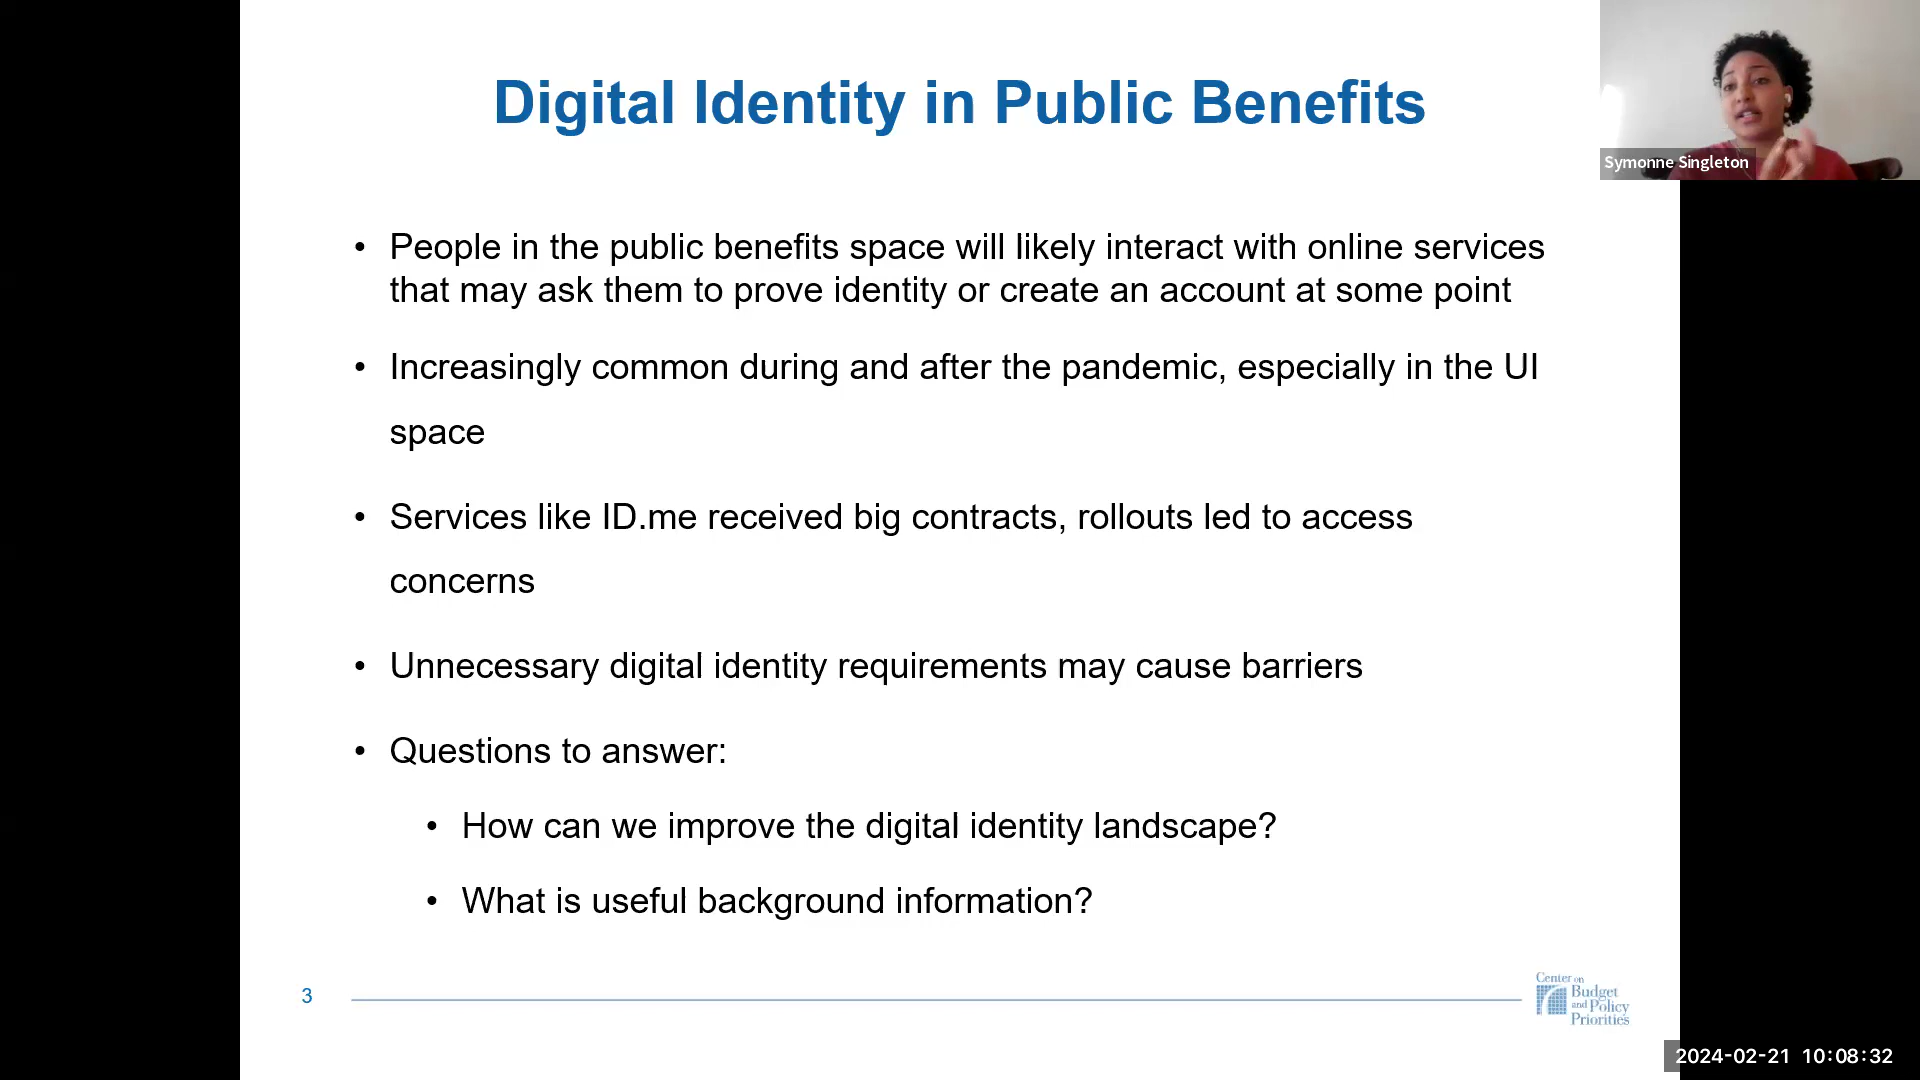 Digital Identity in Public Benefits
Symonne Singleton
• People in the public benefits space will likely interact with online services
that may ask them to prove identity or create an account at some point
• Increasingly common during and after the pandemic, especially in the UI
space
• Services like ID.me received big contracts, rollouts led to access
concerns
• Unnecessary digital identity requirements may cause barriers
• Questions to answer:
• How can we improve the digital identity landscape?
• What is useful background information?
3
Center on
Budget
and Policy
Priorities
2024-02-21 10:08:32